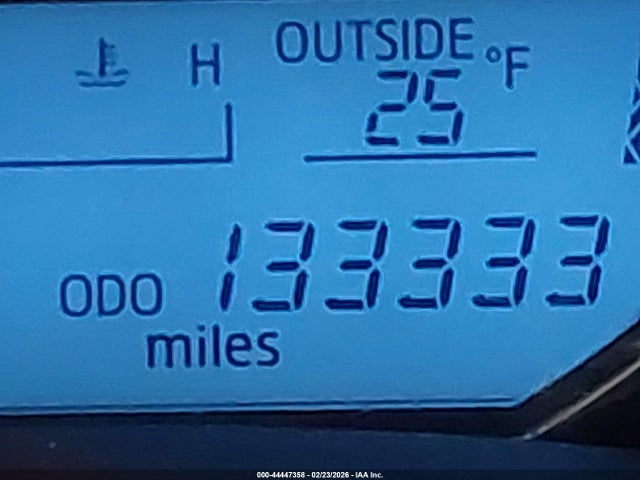 OUTSIDE °F
H
25
133333
ODO
miles
000-44447358 - 02/23/2026 - IAA Inc.